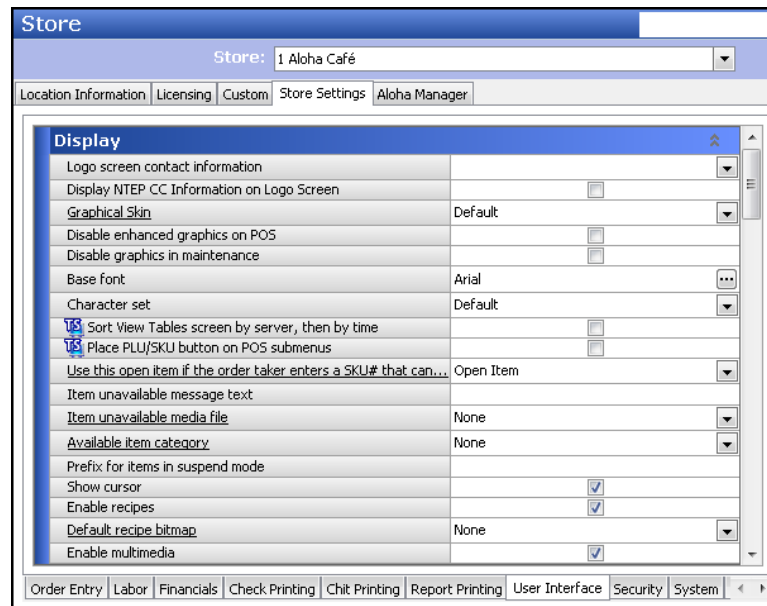 Store
Store: 1 Aloha Café
Location Information Licensing Custom Store Settings Aloha Manager
Display
Logo screen contact information
Display NTEP CC Information on Logo Screen
Graphical Skin Default
Disable enhanced graphics on POS
Disable graphics in maintenance
Base font Arial ...
Character set Default
TS Sort View Tables screen by server, then by time
TS Place PLU/SKU button on POS submenus
Use this open item if the order taker enters a SKU# that can... Open Item
Item unavailable message text
Item unavailable media file None
Available item category None
Prefix for items in suspend mode
Show cursor
Enable recipes
Default recipe bitmap None
Enable multimedia
Order Entry Labor Financials Check Printing Chit Printing Report Printing User Interface Security System